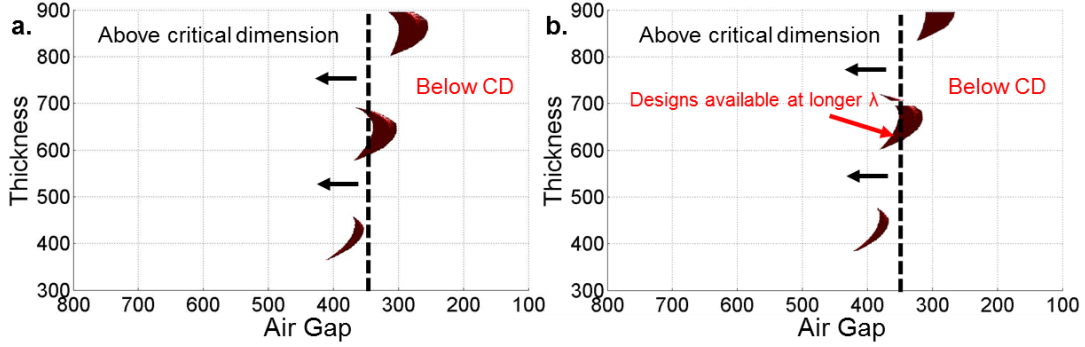 a.
Above critical dimension
Below CD
Thickness
900
800
700
600
500
400
300
800 700 600 500 400 300 200 100
Air Gap
b.
Above critical dimension
Below CD
Designs available at longer λ
Thickness
900
800
700
600
500
400
300
800 700 600 500 400 300 200 100
Air Gap